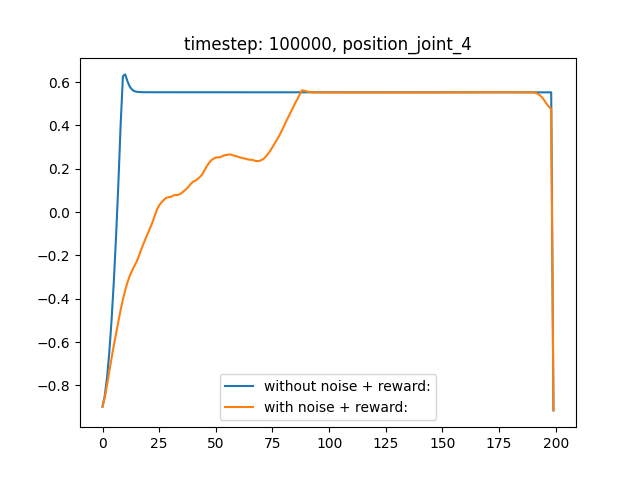 timestep: 100000, position_joint_4
0.6
0.4
0.2
0.0
−0.2
−0.4
−0.6
−0.8
without noise + reward:
with noise + reward:
0 25 50 75 100 125 150 175 200